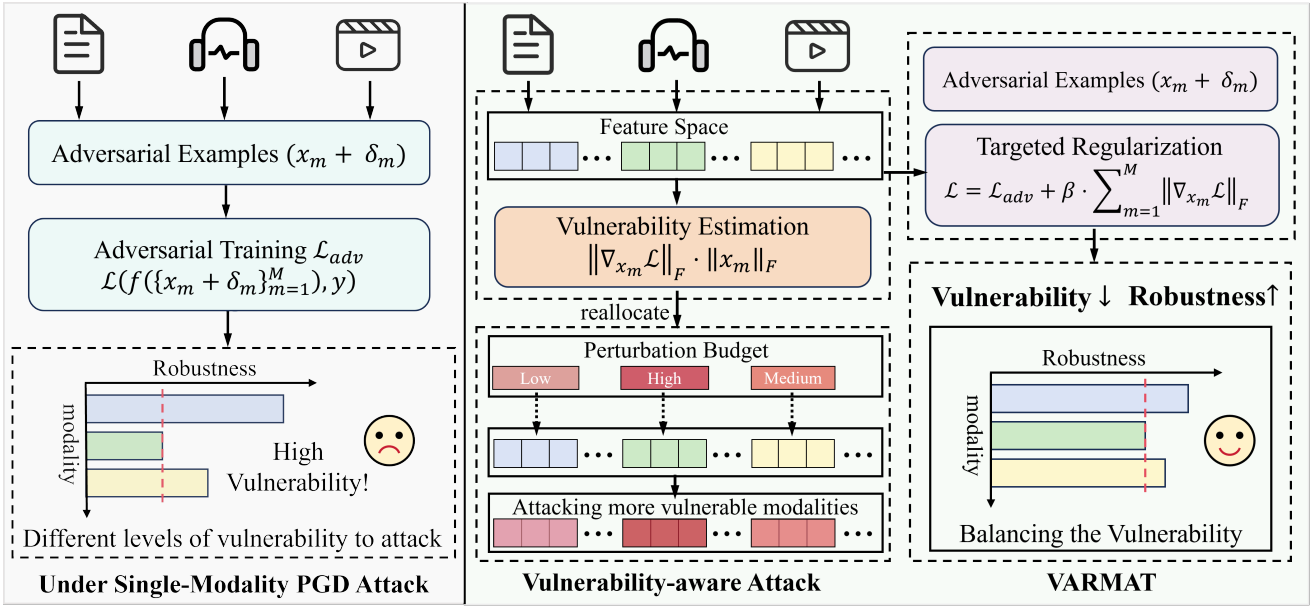 Adversarial Examples (x_m + δ_m)
Adversarial Training ℒ_adv
ℒ(f({x_m + δ_m}_{m=1}^M), y)
Robustness
modality
High
Vulnerability!
Different levels of vulnerability to attack
Under Single-Modality PGD Attack
Feature Space
Vulnerability Estimation
‖∇_{x_m}ℒ‖_F · ‖x_m‖_F
reallocate
Perturbation Budget
Low High Medium
Attacking more vulnerable modalities
Vulnerability-aware Attack
Adversarial Examples (x_m + δ_m)
Targeted Regularization
ℒ = ℒ_adv + β · ∑_{m=1}^M ‖∇_{x_m}ℒ‖_F
Vulnerability↓ Robustness↑
Robustness
modality
Balancing the Vulnerability
VARMAT